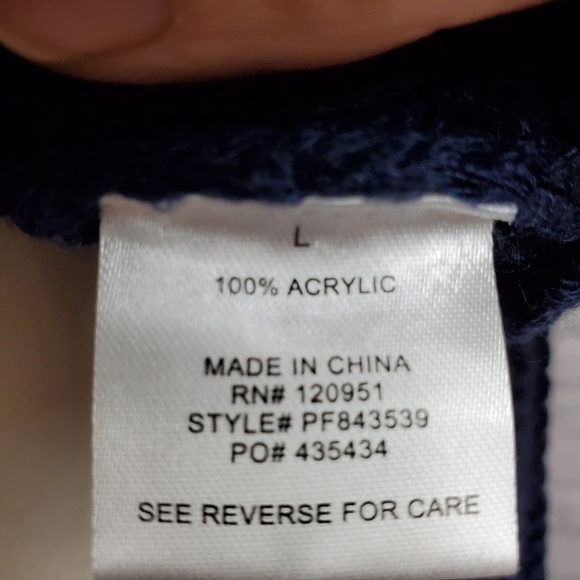 L
100% ACRYLIC
MADE IN CHINA
RN# 120951
STYLE# PF843539
PO# 435434
SEE REVERSE FOR CARE